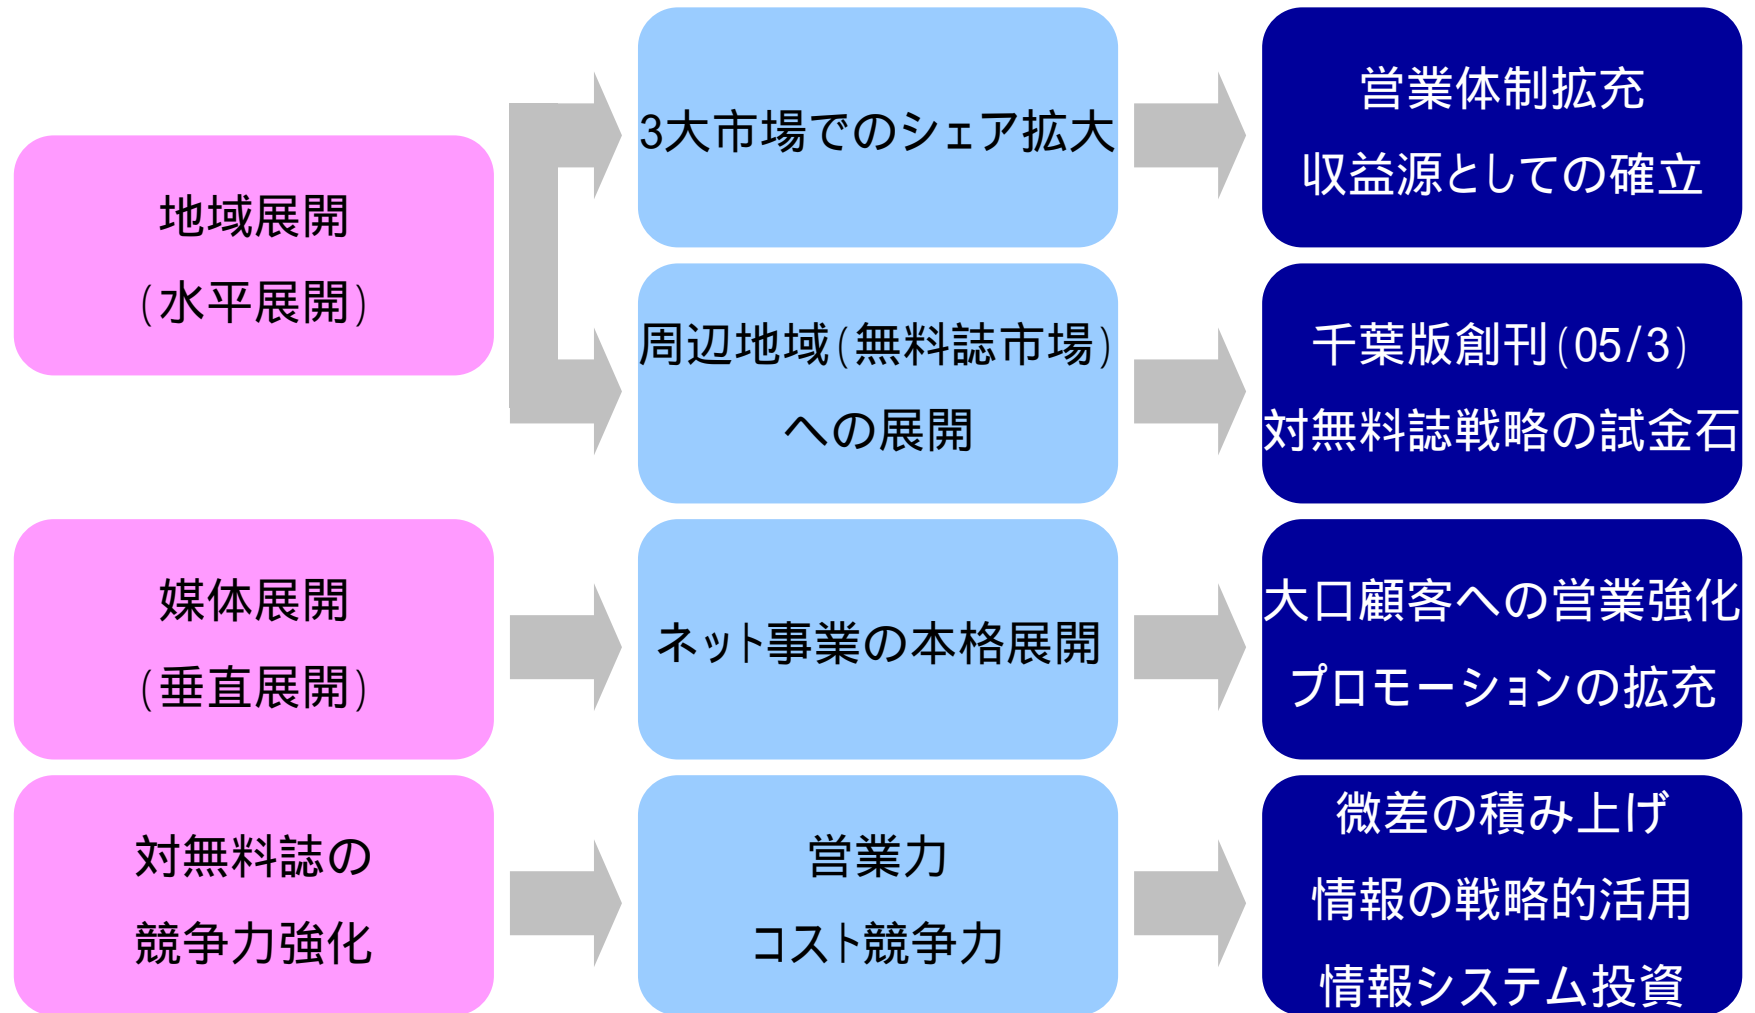 地域展開
(水平展開)
3大市場でのシェア拡大
営業体制拡充
収益源としての確立
周辺地域(無料誌市場)
への展開
千葉版創刊(05/3)
対無料誌戦略の試金石
媒体展開
(垂直展開)
ネット事業の本格展開
大口顧客への営業強化
プロモーションの拡充
対無料誌の
競争力強化
営業力
コスト競争力
微差の積み上げ
情報の戦略的活用
情報システム投資